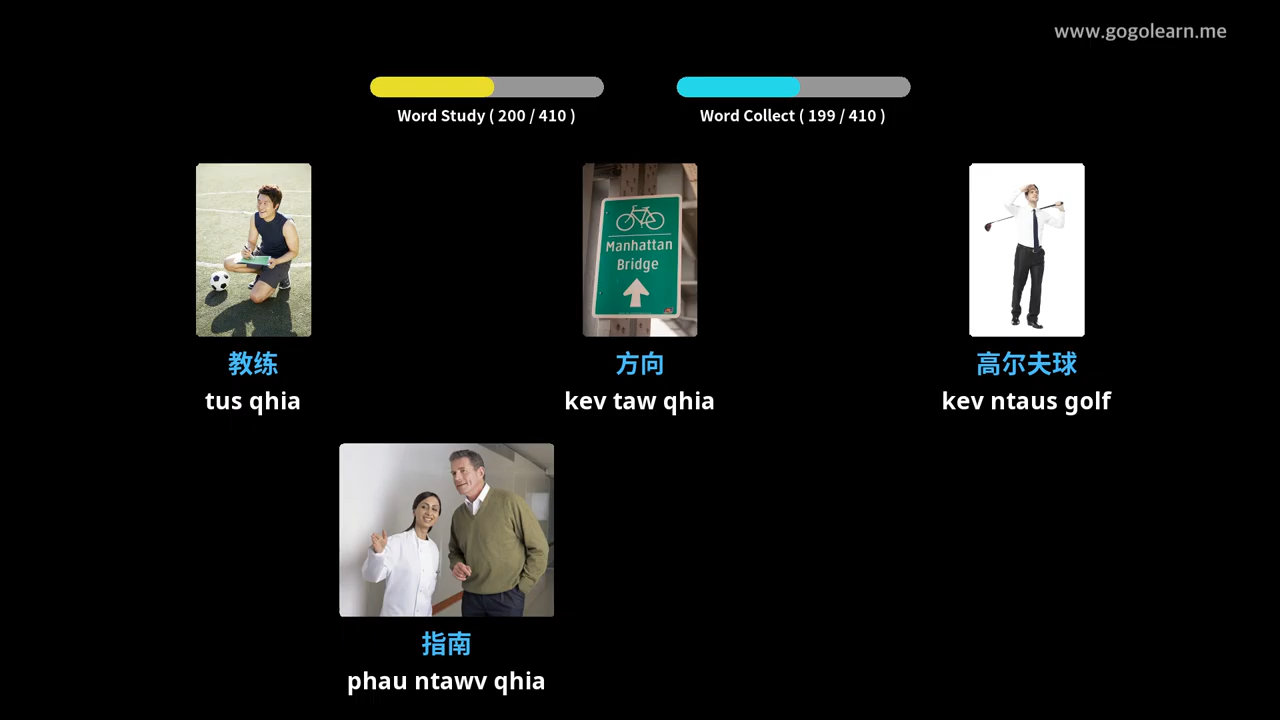 www.gogolearn.me
Word Study ( 200 / 410 )
Word Collect ( 199 / 410 )
Manhattan
Bridge
教练
tus qhia
方向
kev taw qhia
高尔夫球
kev ntaus golf
指南
phau ntawv qhia